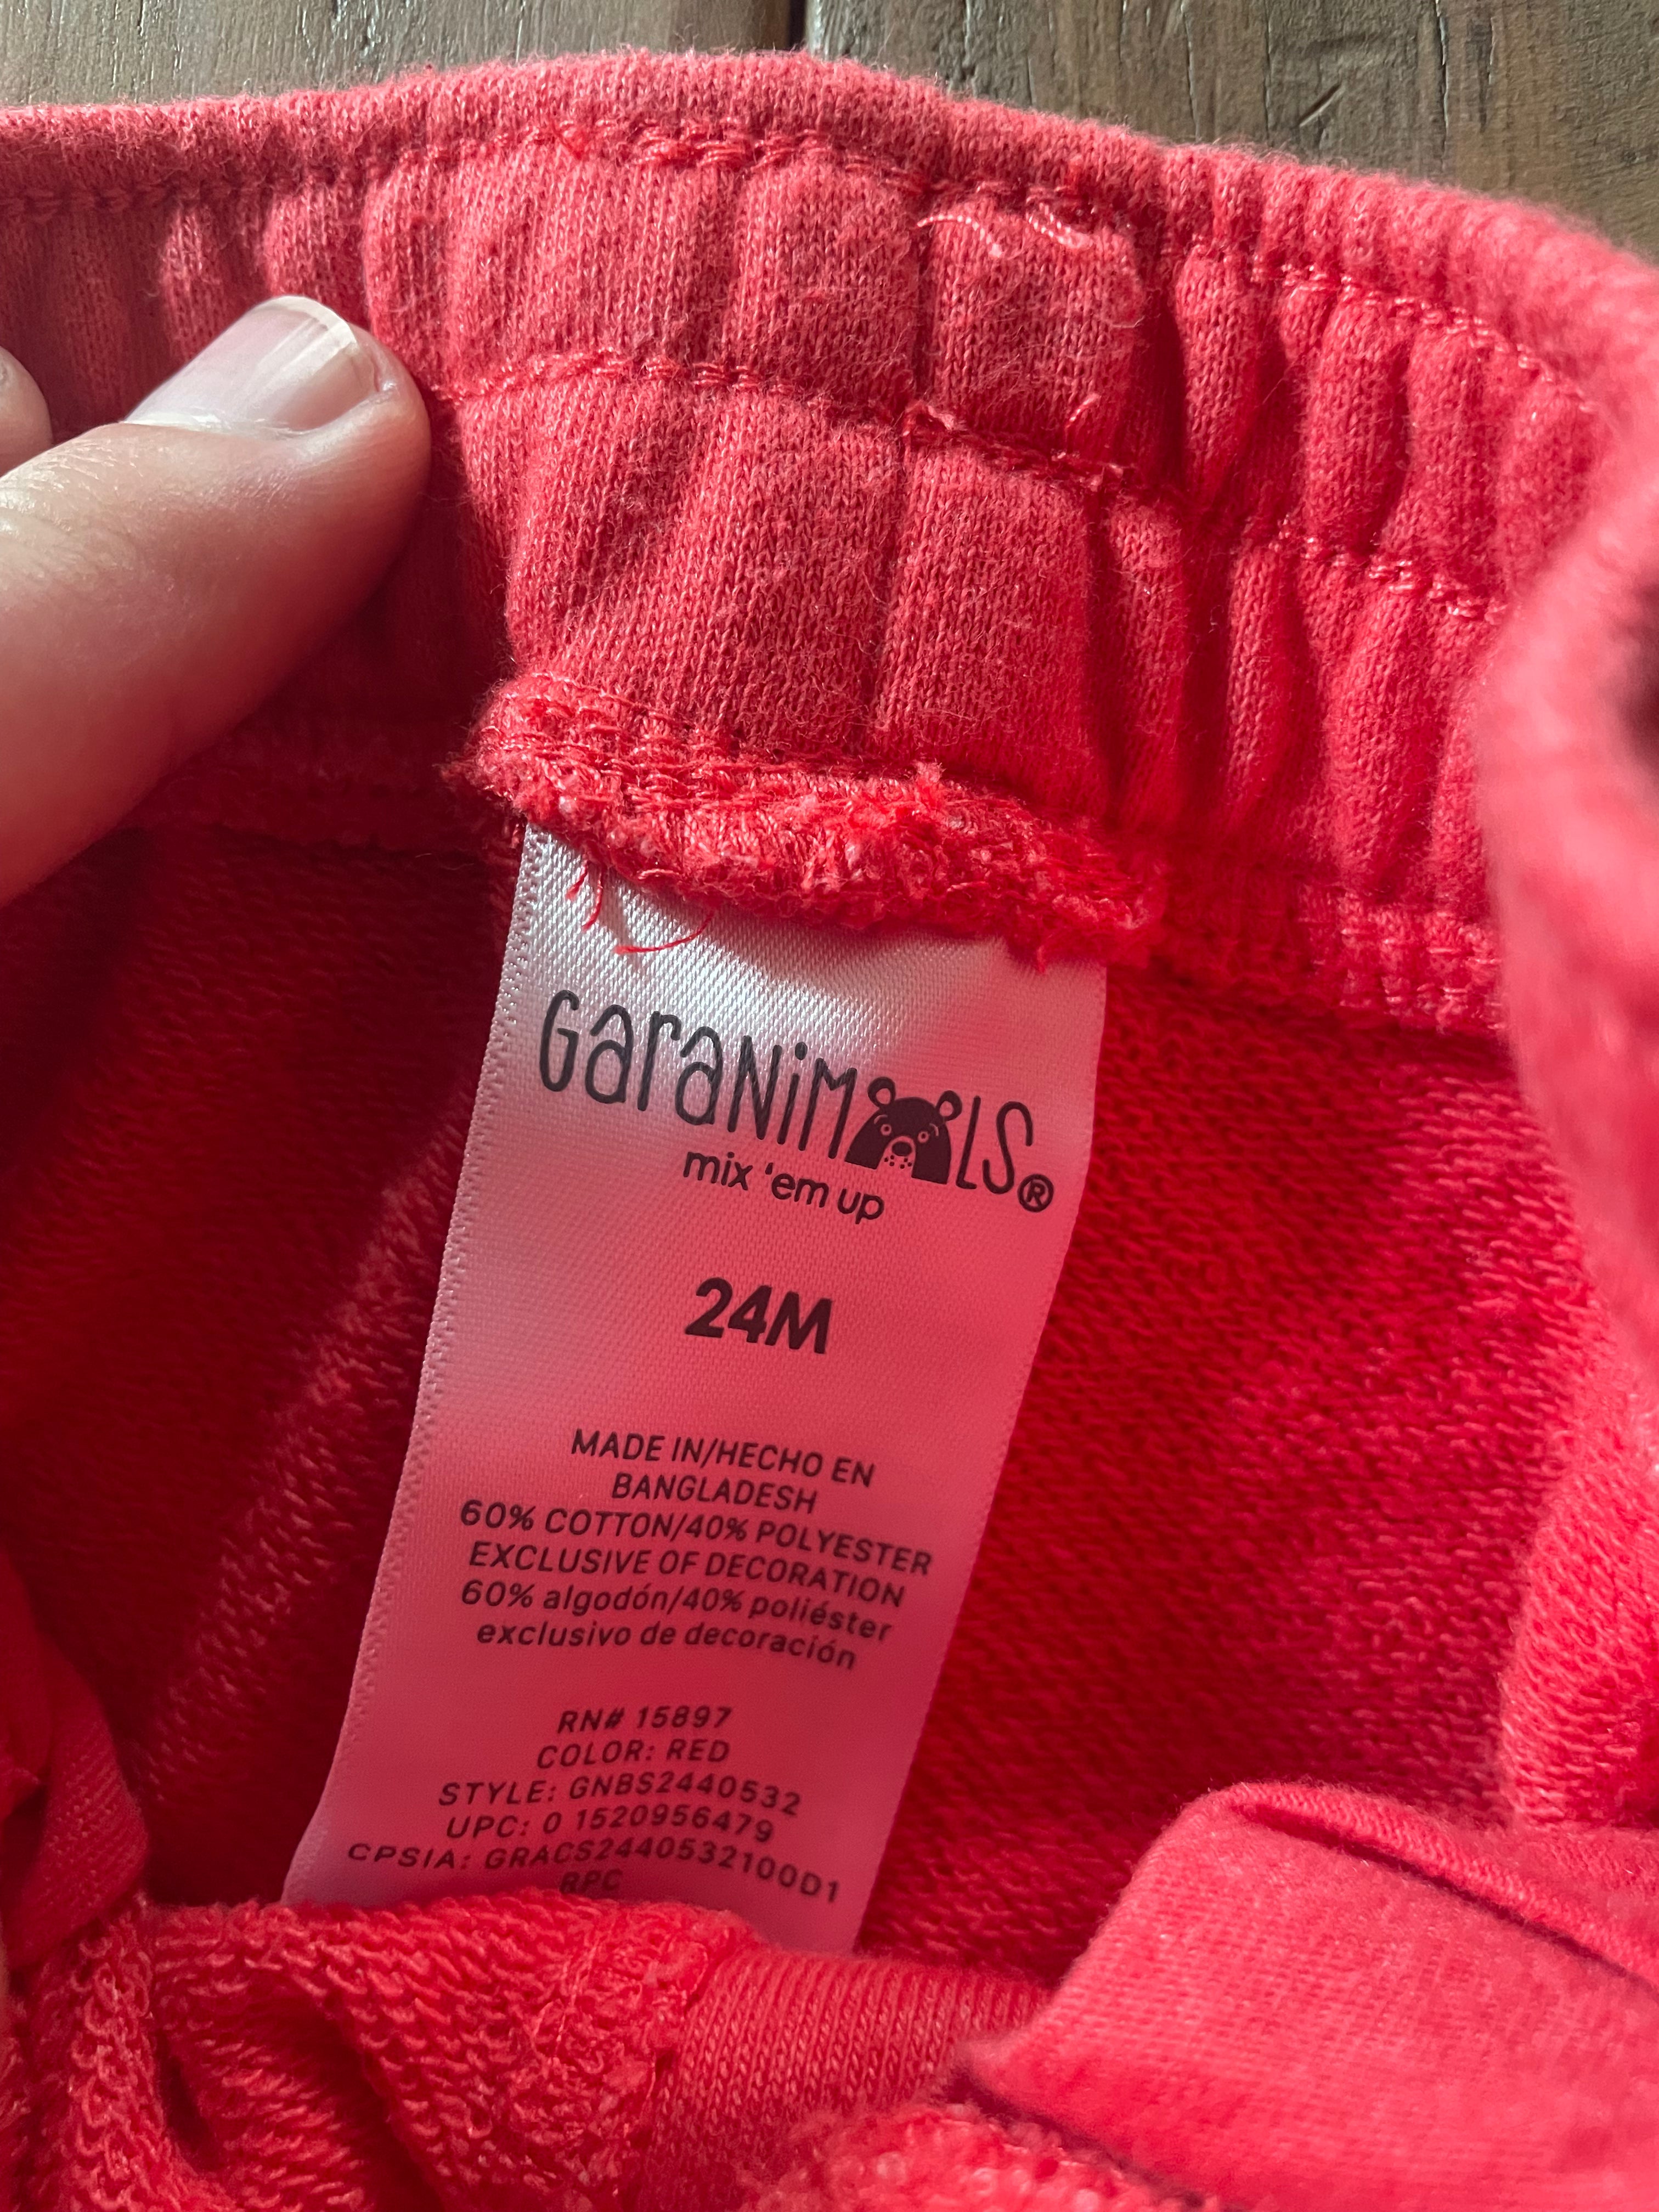 GaraNiMALS®
mix 'em up
24M
MADE IN/HECHO EN
BANGLADESH
60% COTTON/40% POLYESTER
EXCLUSIVE OF DECORATION
60% algodón/40% poliéster
exclusivo de decoración
RN# 15897
COLOR: RED
STYLE: GNBS2440532
UPC: 0 1520956479
CPSIA: GRACS2440532100D1
RPC